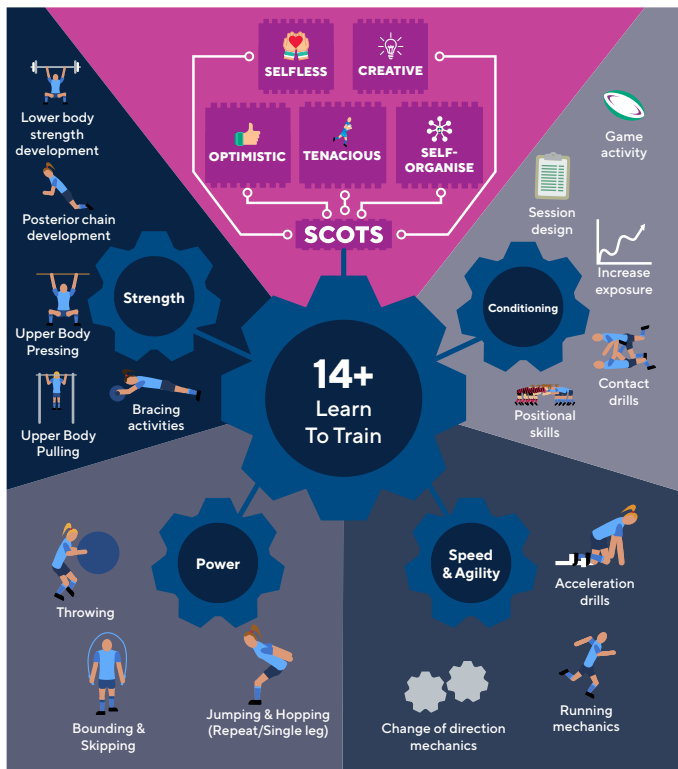 SELFLESS
CREATIVE
OPTIMISTIC
TENACIOUS
SELF-
ORGANISE
SCOTS
Lower body
strength
development
Posterior chain
development
Strength
Upper Body
Pressing
Upper Body
Pulling
Bracing
activities
Game
activity
Session
design
Increase
exposure
Conditioning
Contact
drills
Positional
skills
14+
Learn
To Train
Power
Throwing
Bounding &
Skipping
Jumping & Hopping
(Repeat/Single leg)
Speed
& Agility
Acceleration
drills
Running
mechanics
Change of direction
mechanics